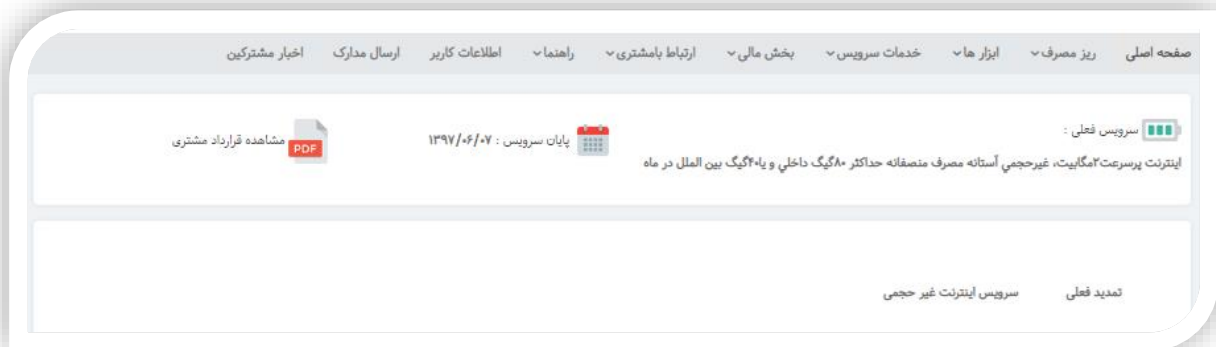 صفحه اصلی ریز مصرف ابزار ها خدمات سرویس بخش مالی ارتباط بامشتری راهنما اطلاعات کاربر ارسال مدارک اخبار مشترکین
سرویس فعلی :
اینترنت پرسرعت۲مگابیت، غیرحجمي آستانه مصرف منصفانه حداکثر ۸۰گیگ داخلي و یا۴۰گیگ بین الملل در ماه
پایان سرویس : ۱۳۹۷/۰۶/۰۷
مشاهده قرارداد مشتری
PDF
تمدید فعلی سرویس اینترنت غیر حجمی